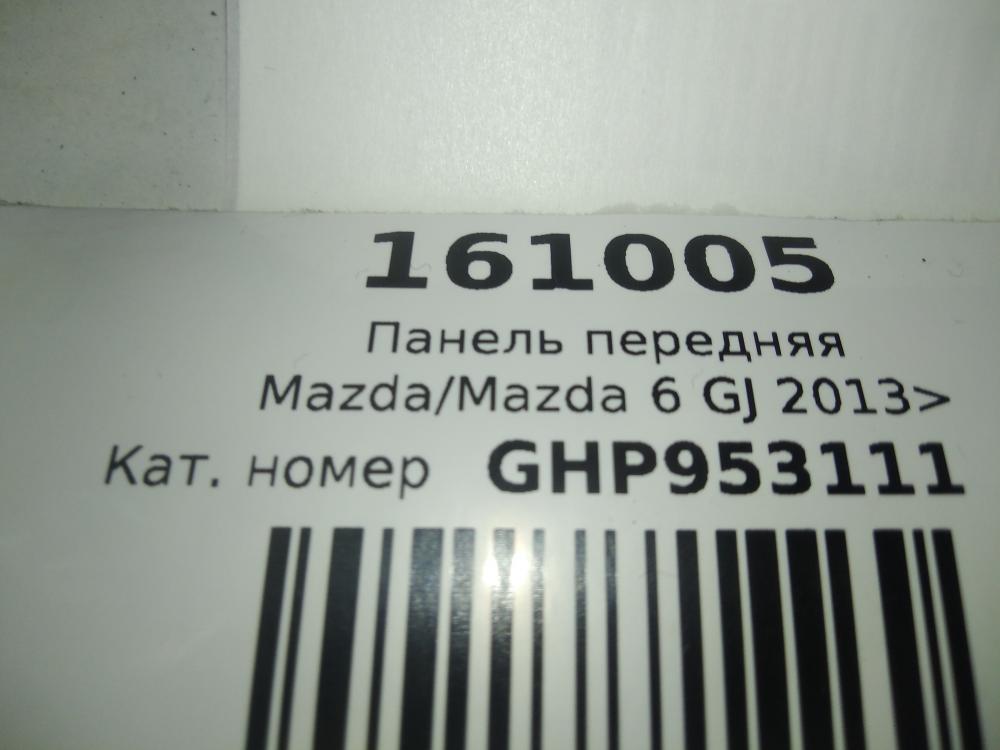 161005
Панель передняя
Mazda/Mazda 6 GJ 2013>
Кат. номер GHP953111